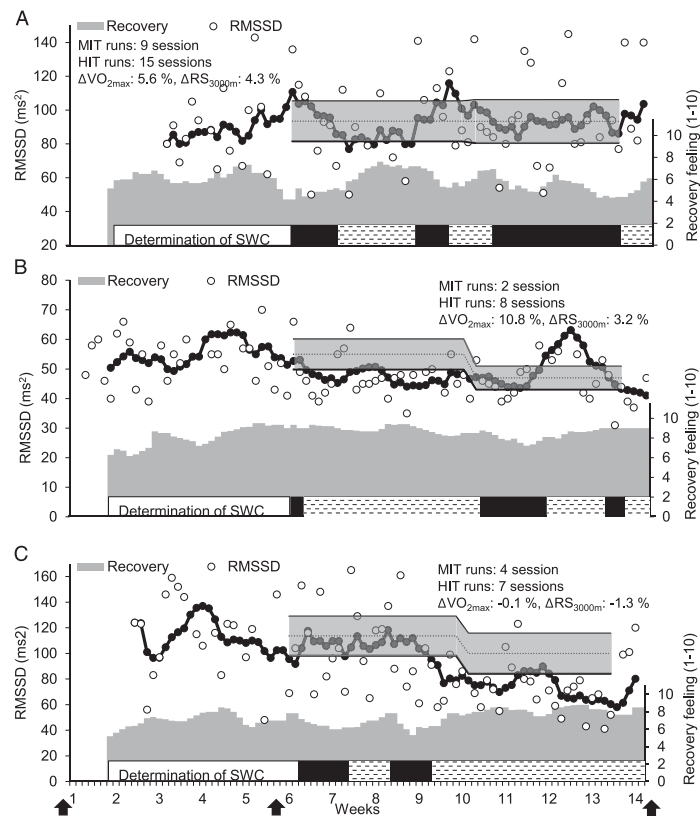 A
Recovery RMSSD
MIT runs: 9 session
HIT runs: 15 sessions
ΔVO2max: 5.6 %, ΔRS3000m: 4.3 %
140
120
100
80
60
40
20
RMSSD (ms²)
10
8
6
4
2
0
Recovery feeling (1-10)
Determination of SWC
B
Recovery RMSSD
MIT runs: 2 session
HIT runs: 8 sessions
ΔVO2max: 10.8 %, ΔRS3000m: 3.2 %
80
70
60
50
40
30
20
10
0
RMSSD (ms²)
10
8
6
4
2
0
Recovery feeling (1-10)
Determination of SWC
C
Recovery RMSSD
MIT runs: 4 session
HIT runs: 7 sessions
ΔVO2max: -0.1 %, ΔRS3000m: -1.3 %
160
140
120
100
80
60
40
20
0
RMSSD (ms2)
10
8
6
4
2
0
Recovery feeling (1-10)
Determination of SWC
1 2 3 4 5 6 7 8 9 10 11 12 13 14
Weeks